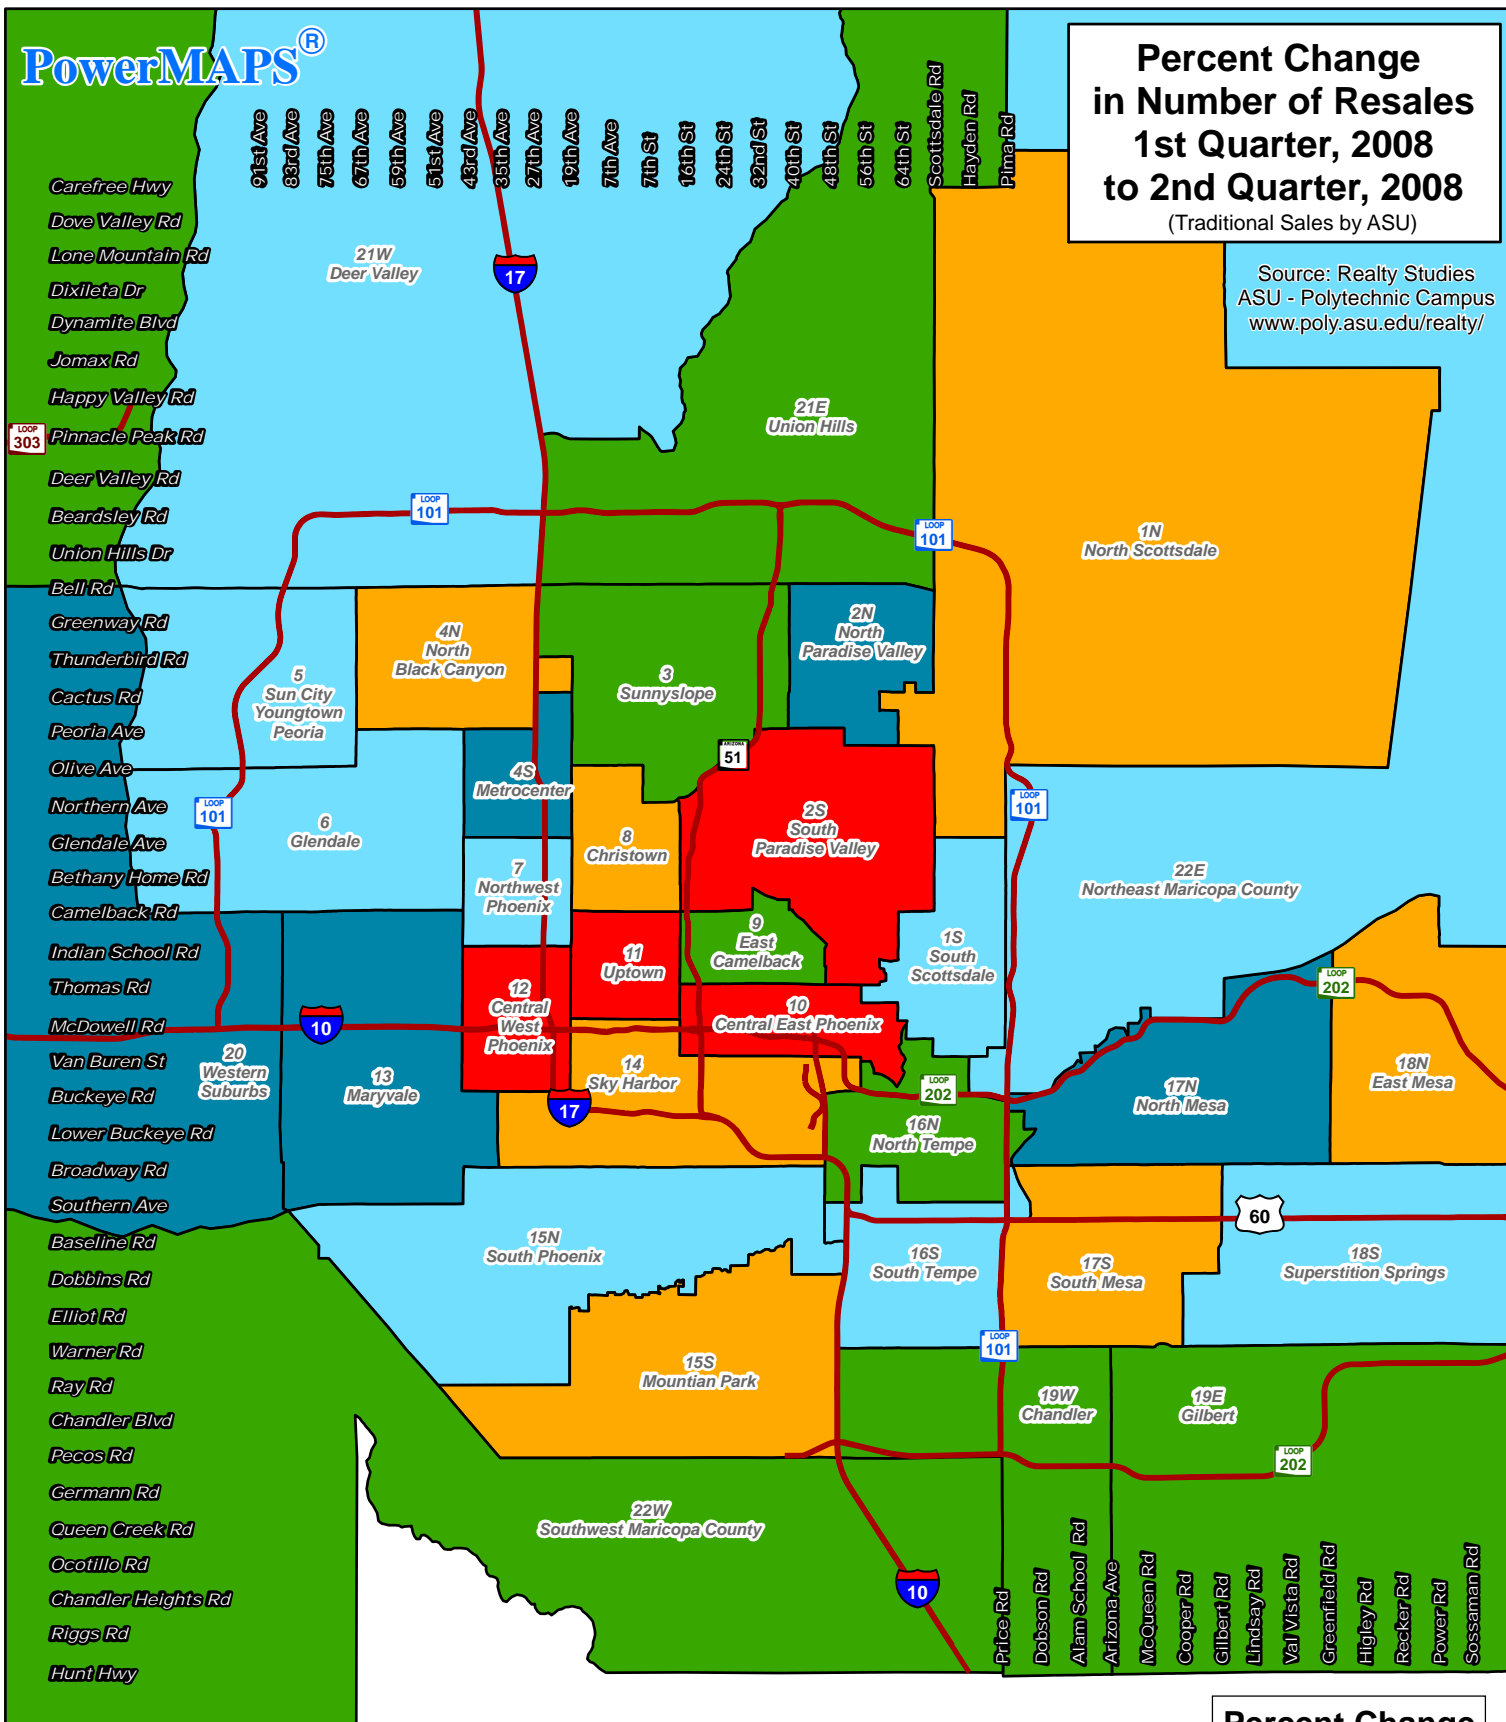 PowerMAPS®
Percent Change
in Number of Resales
1st Quarter, 2008
to 2nd Quarter, 2008
(Traditional Sales by ASU)
Source: Realty Studies
ASU - Polytechnic Campus
www.poly.asu.edu/realty/
91st Ave
83rd Ave
75th Ave
67th Ave
59th Ave
51st Ave
43rd Ave
35th Ave
27th Ave
19th Ave
7th Ave
7th St
16th St
24th St
32nd St
40th St
48th St
56th St
64th St
Scottsdale Rd
Hayden Rd
Pima Rd
Carefree Hwy
Dove Valley Rd
Lone Mountain Rd
Dixileta Dr
Dynamite Blvd
Jomax Rd
Happy Valley Rd
Pinnacle Peak Rd
Deer Valley Rd
Beardsley Rd
Union Hills Dr
Bell Rd
Greenway Rd
Thunderbird Rd
Cactus Rd
Peoria Ave
Olive Ave
Northern Ave
Glendale Ave
Bethany Home Rd
Camelback Rd
Indian School Rd
Thomas Rd
McDowell Rd
Van Buren St
Buckeye Rd
Lower Buckeye Rd
Broadway Rd
Southern Ave
Baseline Rd
Dobbins Rd
Elliot Rd
Warner Rd
Ray Rd
Chandler Blvd
Pecos Rd
Germann Rd
Queen Creek Rd
Ocotillo Rd
Chandler Heights Rd
Riggs Rd
Hunt Hwy
21W
Deer Valley
17
LOOP
303
21E
Union Hills
LOOP
101
LOOP
101
1N
North Scottsdale
4N
North
Black Canyon
2N
North
Paradise Valley
5
Sun City
Youngtown
Peoria
3
Sunnyslope
ARIZONA
51
4S
Metrocenter
LOOP
101
LOOP
101
6
Glendale
8
Christown
2S
South
Paradise Valley
7
Northwest
Phoenix
22E
Northeast Maricopa County
9
East
Camelback
11
Uptown
1S
South
Scottsdale
LOOP
202
12
Central
West
Phoenix
10
Central East Phoenix
10
20
Western
Suburbs
13
Maryvale
14
Sky Harbor
17
LOOP
202
17N
North Mesa
18N
East Mesa
16N
North Tempe
60
15N
South Phoenix
16S
South Tempe
17S
South Mesa
18S
Superstition Springs
LOOP
101
15S
Mountian Park
19W
Chandler
19E
Gilbert
LOOP
202
22W
Southwest Maricopa County
10
Price Rd
Dobson Rd
Alam School Rd
Arizona Ave
McQueen Rd
Cooper Rd
Gilbert Rd
Lindsay Rd
Val Vista Rd
Greenfield Rd
Higley Rd
Recker Rd
Power Rd
Sossaman Rd
Percent Change